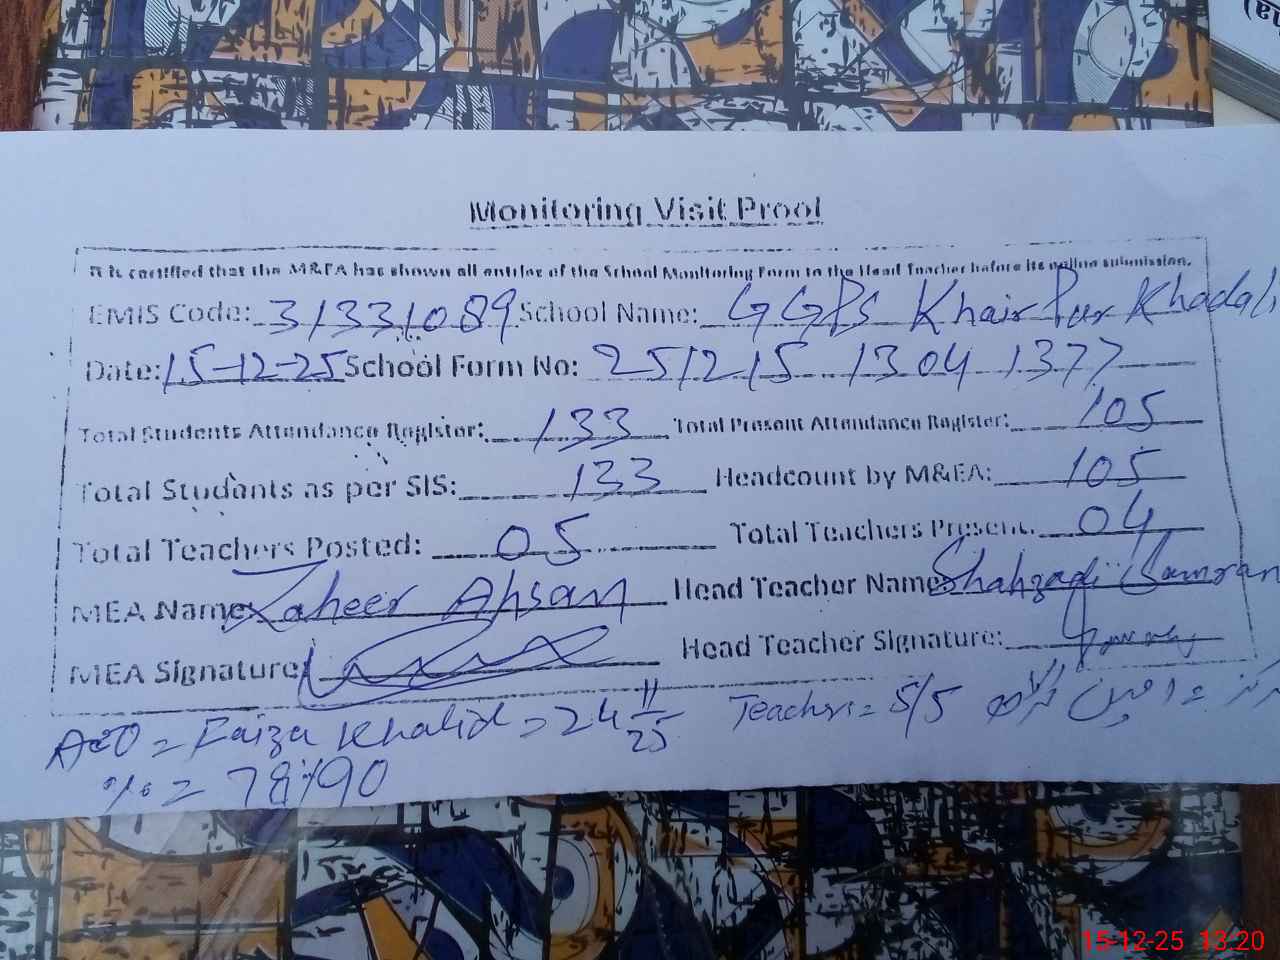 Monitoring Visit Proof
It is certified that the M&EA has shown all entries of the School Monitoring Form to the Head Teacher before its online submission.
EMIS Code: 31331089 School Name: GGPS Khair Pur Khadali
Date: 15-12-25 School Form No: 251215 1304 1377
Total Students Attendance Register: 133 Total Present Attendance Register: 105
Total Students as per SIS: 133 Headcount by M&EA: 105
Total Teachers Posted: 05 Total Teachers Present: 04
MEA Name: Zaheer Ahsan Head Teacher Name: Shahzadi Samran
MEA Signature: Head Teacher Signature:
AEO = Faiza Khalid = 24 11/25 Teachers = 5/5
% = 78/90
15-12-25 13:20